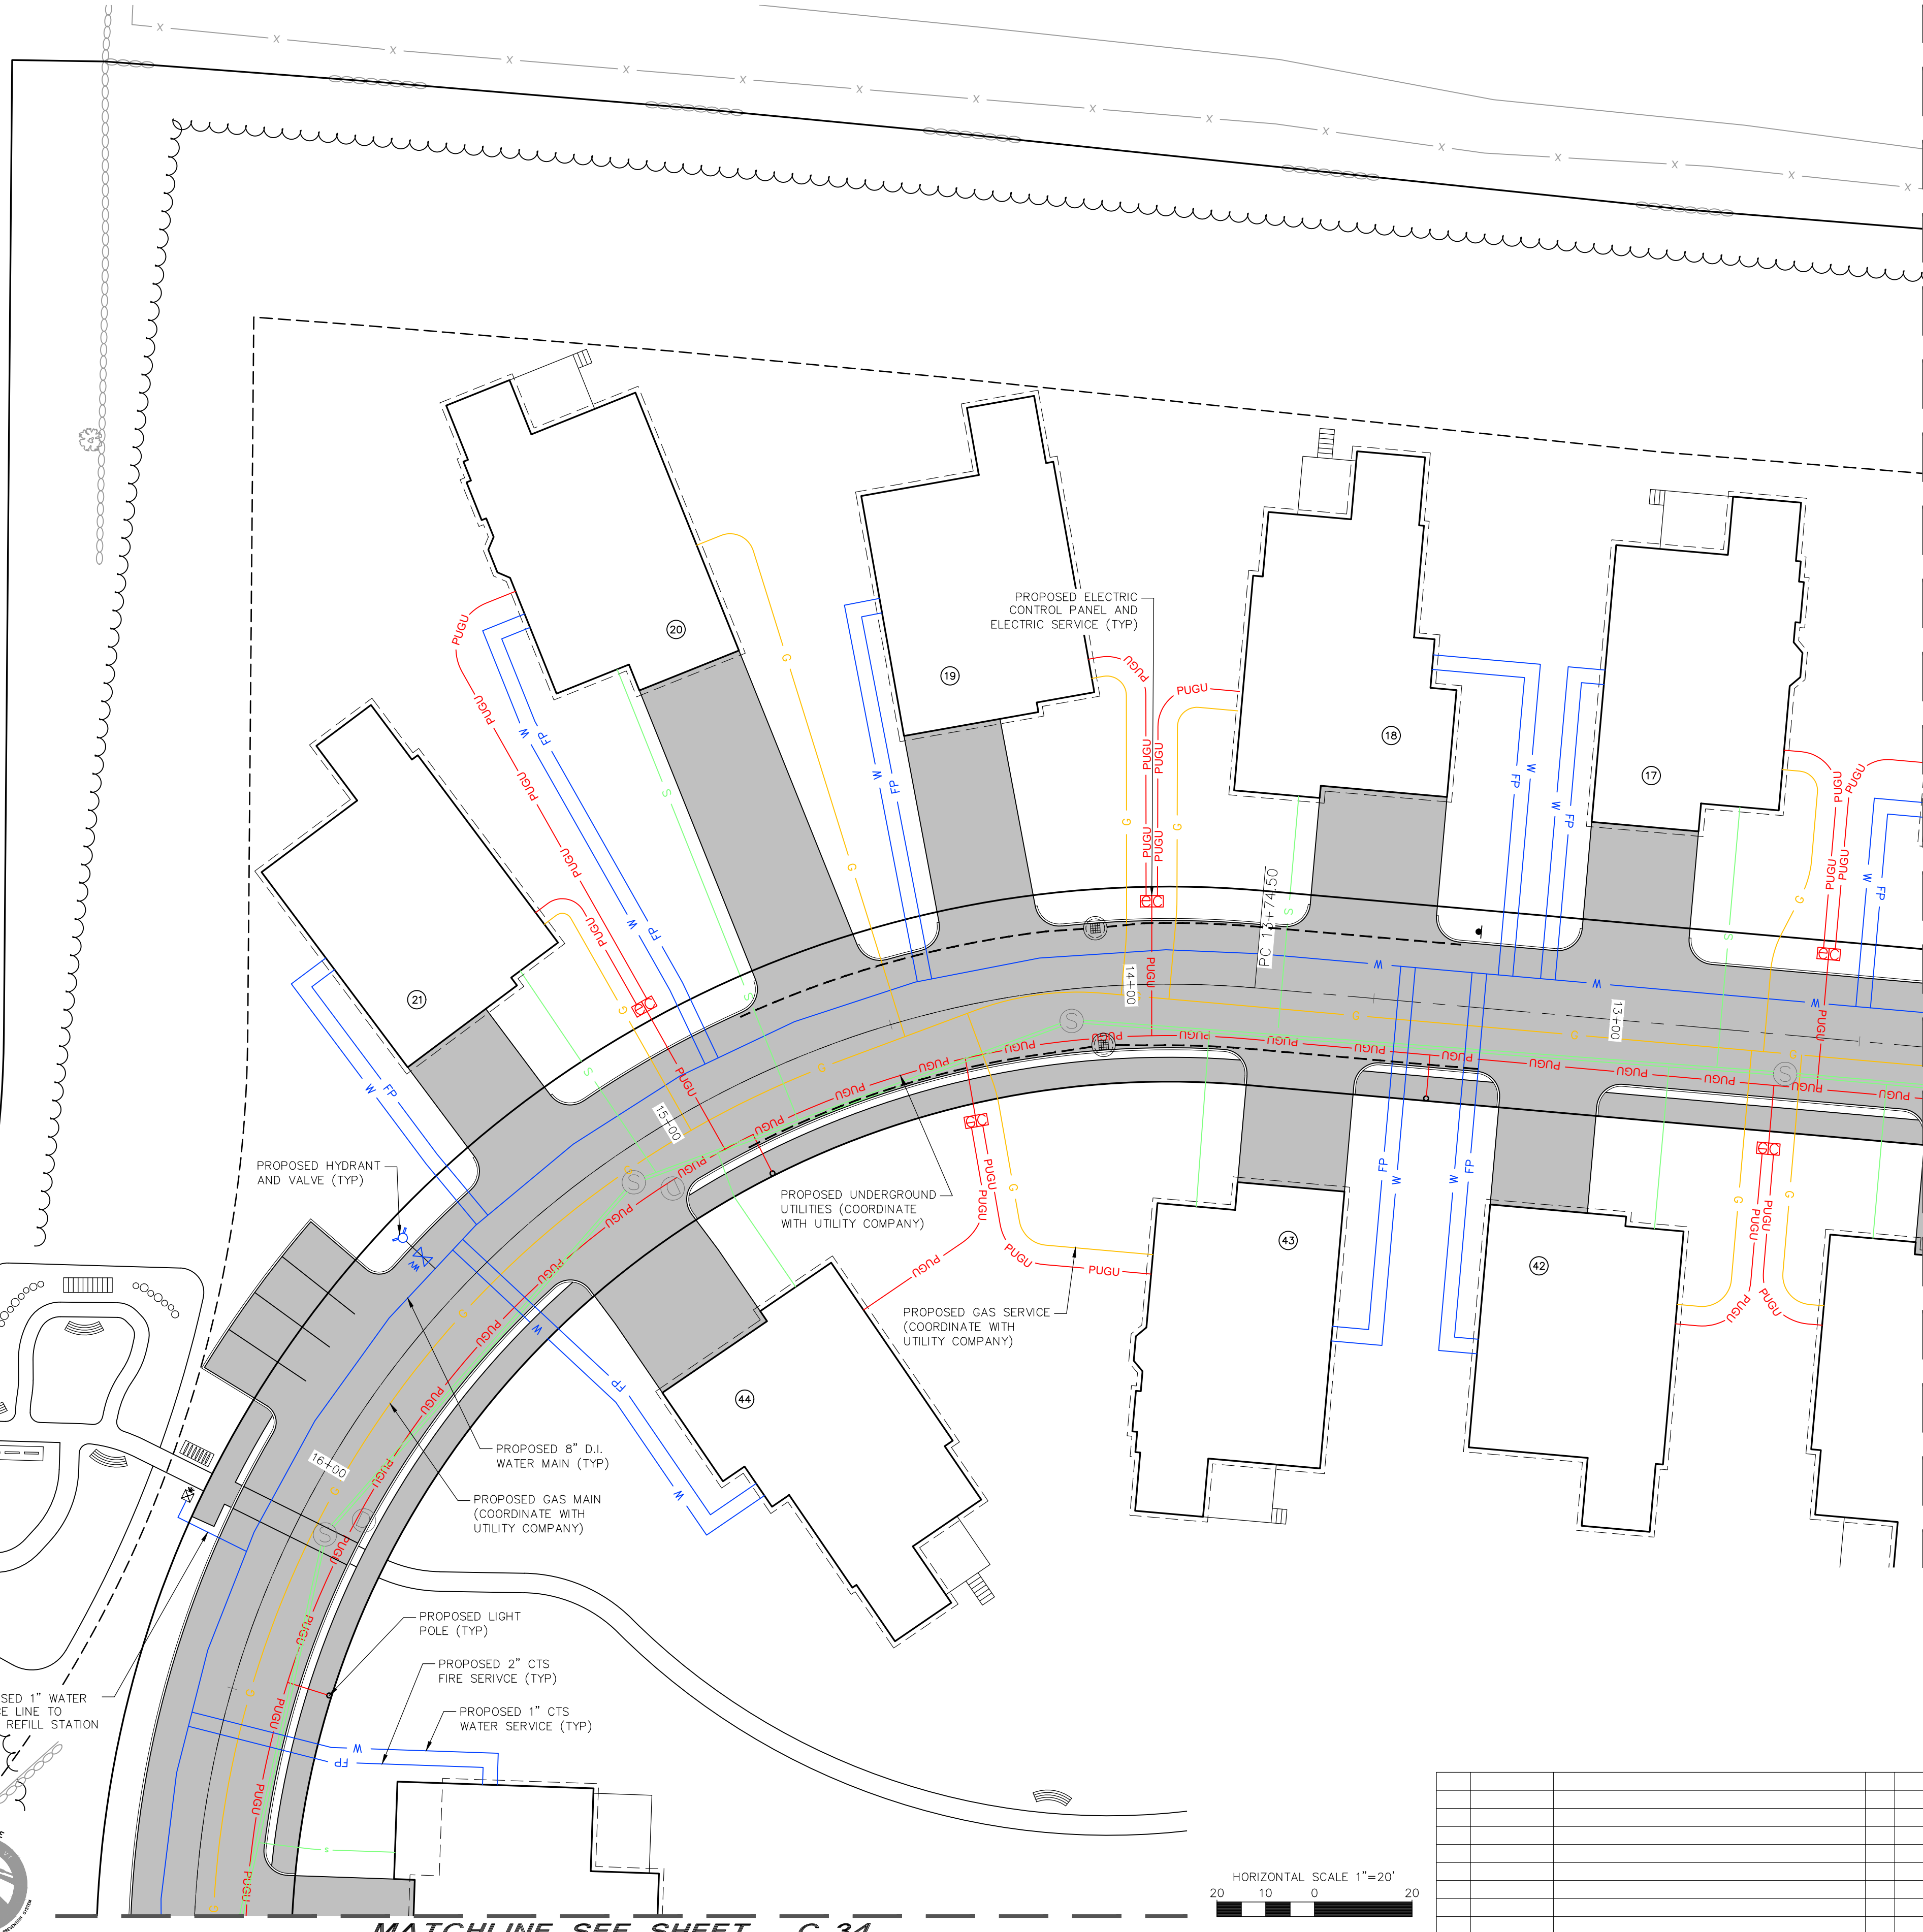 PROPOSED ELECTRIC
CONTROL PANEL AND
ELECTRIC SERVICE (TYP)
20
19
18
17
21
PC 13+74.50
14+00
13+00
15+00
16+00
PROPOSED HYDRANT
AND VALVE (TYP)
WV
PROPOSED UNDERGROUND
UTILITIES (COORDINATE
WITH UTILITY COMPANY)
43
42
44
PROPOSED GAS SERVICE
(COORDINATE WITH
UTILITY COMPANY)
PROPOSED 8" D.I.
WATER MAIN (TYP)
PROPOSED GAS MAIN
(COORDINATE WITH
UTILITY COMPANY)
PROPOSED LIGHT
POLE (TYP)
PROPOSED 2" CTS
FIRE SERIVCE (TYP)
PROPOSED 1" CTS
WATER SERVICE (TYP)
SED 1" WATER
E LINE TO
REFILL STATION
X
PUGU
W
FP
G
S
D
HORIZONTAL SCALE 1"=20'
20 10 0 20
MATCHLINE SEE SHEET C-34